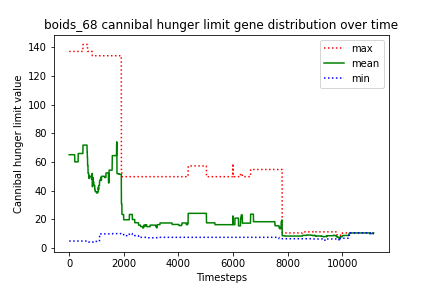 boids_68 cannibal hunger limit gene distribution over time
Cannibal hunger limit value
140
120
100
80
60
40
20
0
max
mean
min
0
2000
4000
6000
8000
10000
Timesteps